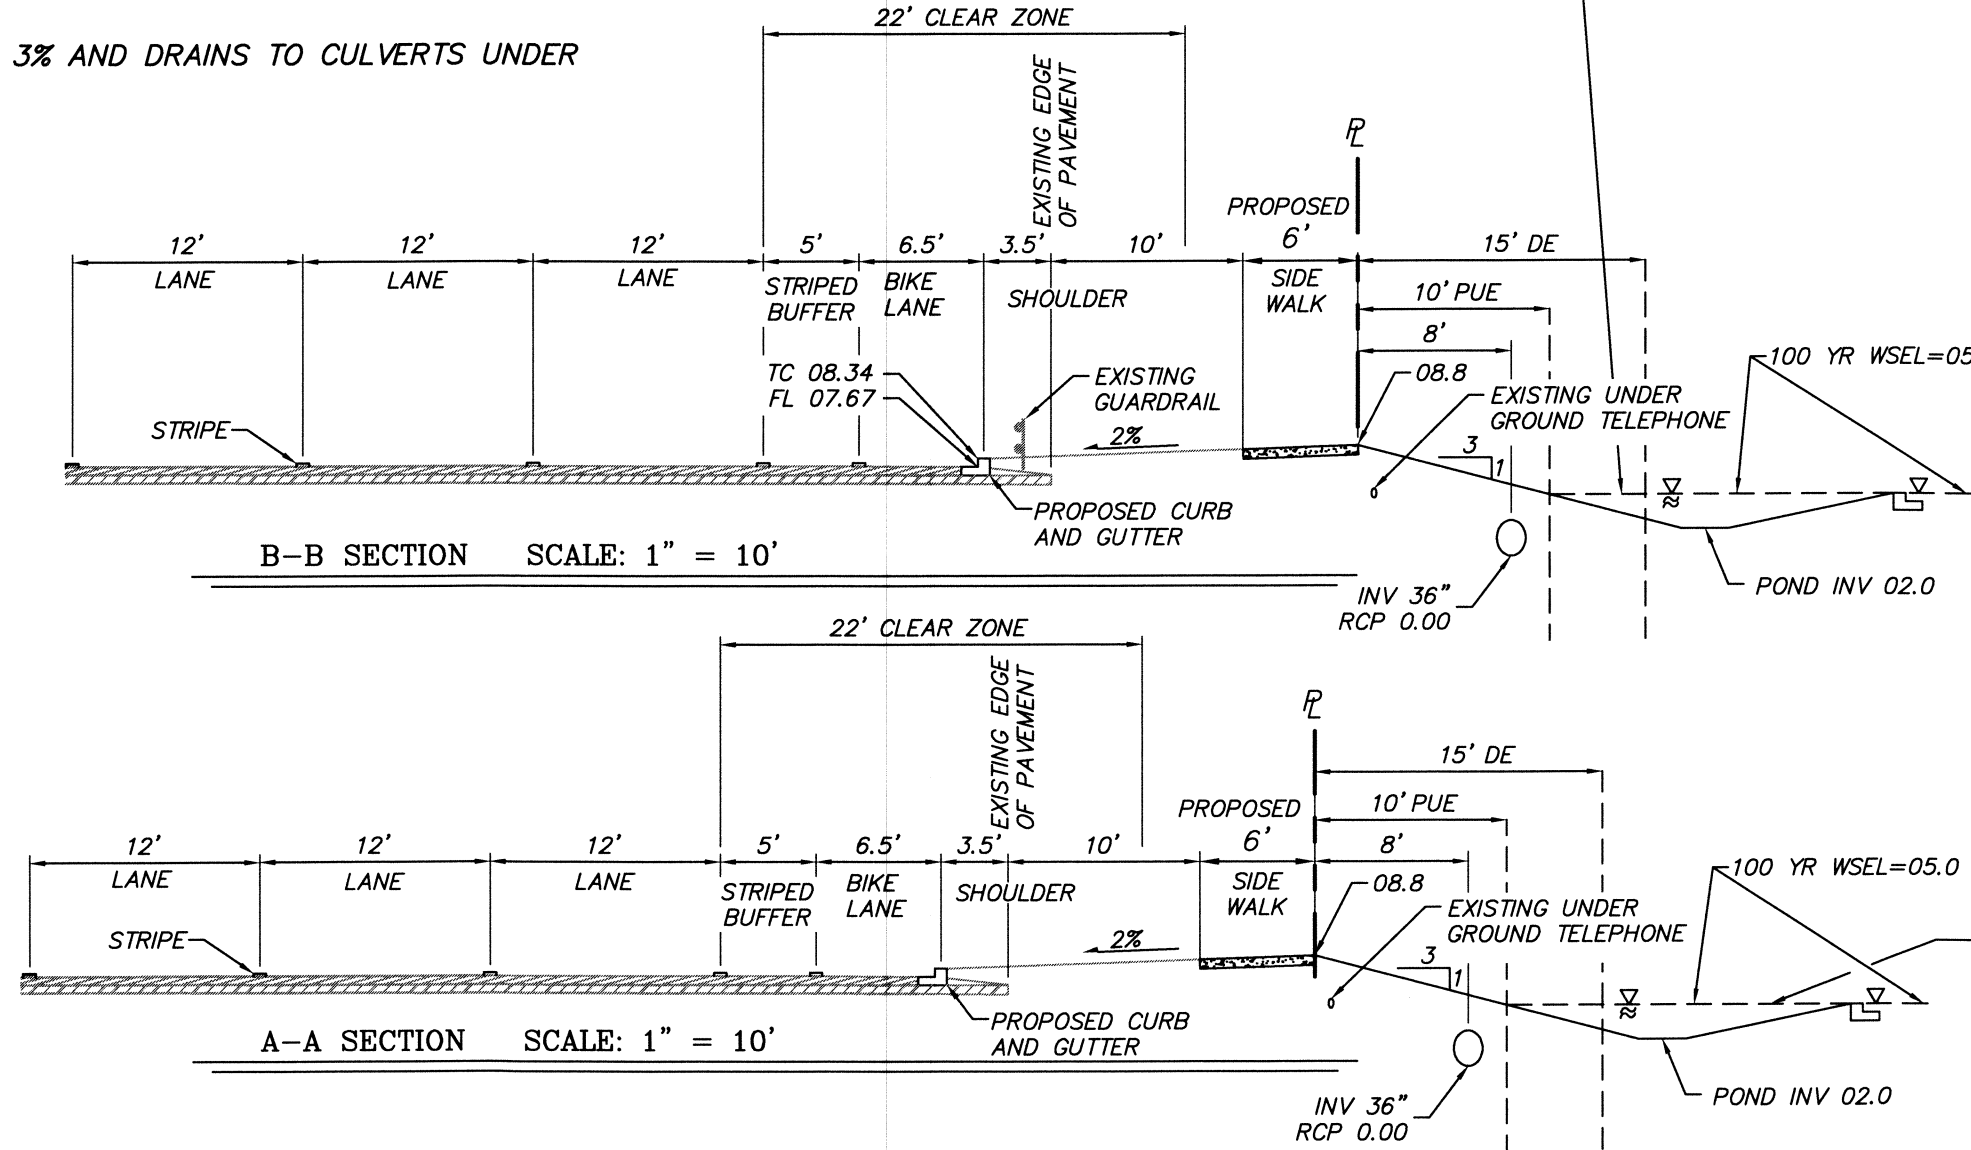 22' CLEAR ZONE
3% AND DRAINS TO CULVERTS UNDER
EXISTING EDGE
OF PAVEMENT
PL
PROPOSED
12'
12'
12'
5'
6.5'
3.5'
10'
6'
15' DE
LANE
LANE
LANE
STRIPED
BUFFER
BIKE
LANE
SHOULDER
SIDE
WALK
10' PUE
8'
TC 08.34
FL 07.67
EXISTING
GUARDRAIL
08.8
100 YR WSEL=05
EXISTING UNDER
GROUND TELEPHONE
STRIPE
2%
3
1
PROPOSED CURB
AND GUTTER
B-B SECTION SCALE: 1" = 10'
INV 36"
RCP 0.00
POND INV 02.0
22' CLEAR ZONE
EXISTING EDGE
OF PAVEMENT
PL
15' DE
PROPOSED
10' PUE
12'
12'
12'
5'
6.5'
3.5'
10'
6'
8'
LANE
LANE
LANE
STRIPED
BUFFER
BIKE
LANE
SHOULDER
SIDE
WALK
08.8
100 YR WSEL=05.0
EXISTING UNDER
GROUND TELEPHONE
STRIPE
2%
3
1
PROPOSED CURB
AND GUTTER
A-A SECTION SCALE: 1" = 10'
INV 36"
RCP 0.00
POND INV 02.0